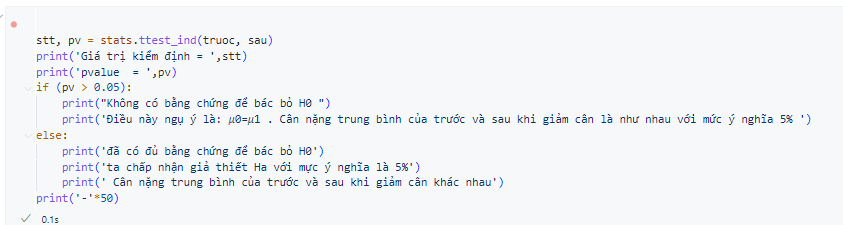 stt, pv = stats.ttest_ind(truoc, sau)
print('Giá trị kiểm định = ',stt)
print('pvalue  = ',pv)
if (pv > 0.05):
    print("Không có bằng chứng để bác bỏ H0 ")
    print('Điều này ngụ ý là: μ0=μ1 . Cân nặng trung bình của trước và sau khi giảm cân là như nhau với mức ý nghĩa 5% ')
else:
    print('đã có đủ bằng chứng để bác bỏ H0')
    print('ta chấp nhận giả thiết Ha với mực ý nghĩa là 5%')
    print(' Cân nặng trung bình của trước và sau khi giảm cân khác nhau')
print('-'*50)
0.1s